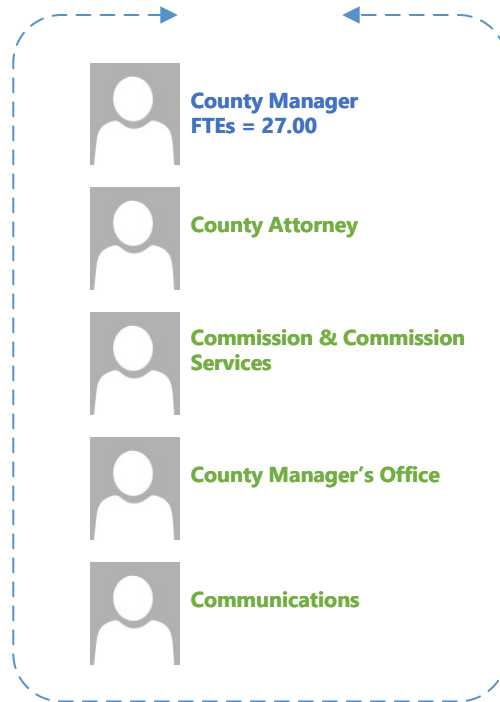 County Manager
FTEs = 27.00
County Attorney
Commission & Commission
Services
County Manager’s Office
Communications